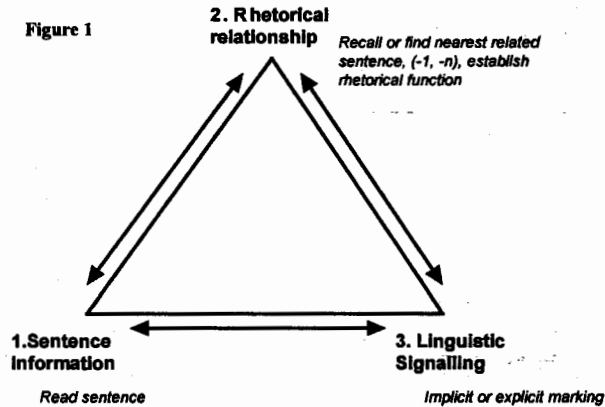 Figure 1
2. Rhetorical
relationship
Recall or find nearest related
sentence, (-1, -n), establish
rhetorical function
1.Sentence
Information
Read sentence
3. Linguistic
Signalling
Implicit or explicit marking